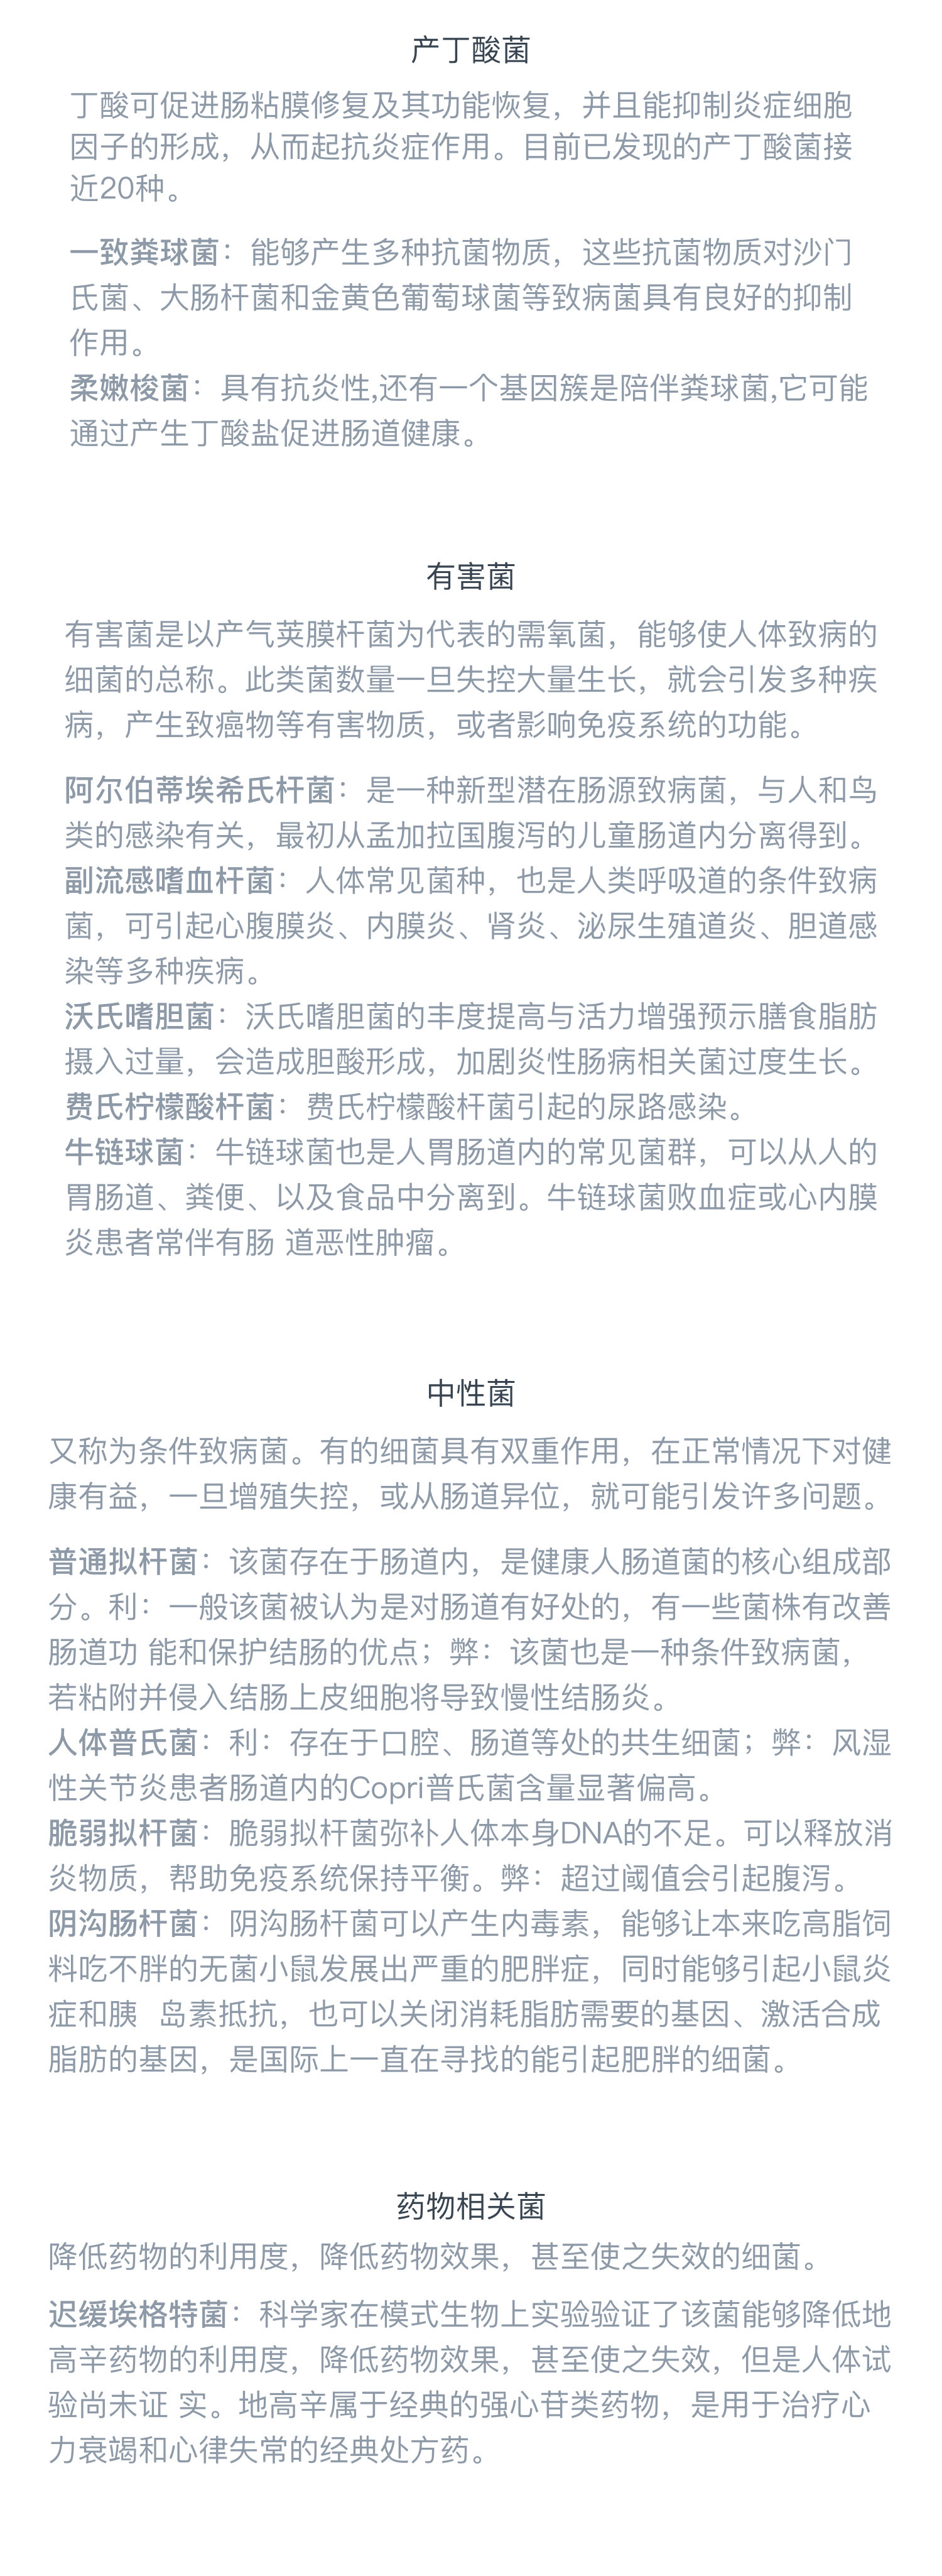 产丁酸菌
丁酸可促进肠粘膜修复及其功能恢复，并且能抑制炎症细胞
因子的形成，从而起抗炎症作用。目前已发现的产丁酸菌接
近20种。
一致粪球菌：能够产生多种抗菌物质，这些抗菌物质对沙门
氏菌、大肠杆菌和金黄色葡萄球菌等致病菌具有良好的抑制
作用。
柔嫩梭菌：具有抗炎性,还有一个基因簇是陪伴粪球菌,它可能
通过产生丁酸盐促进肠道健康。
有害菌
有害菌是以产气荚膜杆菌为代表的需氧菌，能够使人体致病的
细菌的总称。此类菌数量一旦失控大量生长，就会引发多种疾
病，产生致癌物等有害物质，或者影响免疫系统的功能。
阿尔伯蒂埃希氏杆菌：是一种新型潜在肠源致病菌，与人和鸟
类的感染有关，最初从孟加拉国腹泻的儿童肠道内分离得到。
副流感嗜血杆菌：人体常见菌种，也是人类呼吸道的条件致病
菌，可引起心腹膜炎、内膜炎、肾炎、泌尿生殖道炎、胆道感
染等多种疾病。
沃氏嗜胆菌：沃氏嗜胆菌的丰度提高与活力增强预示膳食脂肪
摄入过量，会造成胆酸形成，加剧炎性肠病相关菌过度生长。
费氏柠檬酸杆菌：费氏柠檬酸杆菌引起的尿路感染。
牛链球菌：牛链球菌也是人胃肠道内的常见菌群，可以从人的
胃肠道、粪便、以及食品中分离到。牛链球菌败血症或心内膜
炎患者常伴有肠 道恶性肿瘤。
中性菌
又称为条件致病菌。有的细菌具有双重作用，在正常情况下对健
康有益，一旦增殖失控，或从肠道异位，就可能引发许多问题。
普通拟杆菌：该菌存在于肠道内，是健康人肠道菌的核心组成部
分。利：一般该菌被认为是对肠道有好处的，有一些菌株有改善
肠道功 能和保护结肠的优点；弊：该菌也是一种条件致病菌，
若粘附并侵入结肠上皮细胞将导致慢性结肠炎。
人体普氏菌：利：存在于口腔、肠道等处的共生细菌；弊：风湿
性关节炎患者肠道内的Copri普氏菌含量显著偏高。
脆弱拟杆菌：脆弱拟杆菌弥补人体本身DNA的不足。可以释放消
炎物质，帮助免疫系统保持平衡。弊：超过阈值会引起腹泻。
阴沟肠杆菌：阴沟肠杆菌可以产生内毒素，能够让本来吃高脂饲
料吃不胖的无菌小鼠发展出严重的肥胖症，同时能够引起小鼠炎
症和胰  岛素抵抗，也可以关闭消耗脂肪需要的基因、激活合成
脂肪的基因，是国际上一直在寻找的能引起肥胖的细菌。
药物相关菌
降低药物的利用度，降低药物效果，甚至使之失效的细菌。
迟缓埃格特菌：科学家在模式生物上实验验证了该菌能够降低地
高辛药物的利用度，降低药物效果，甚至使之失效，但是人体试
验尚未证 实。地高辛属于经典的强心苷类药物，是用于治疗心
力衰竭和心律失常的经典处方药。